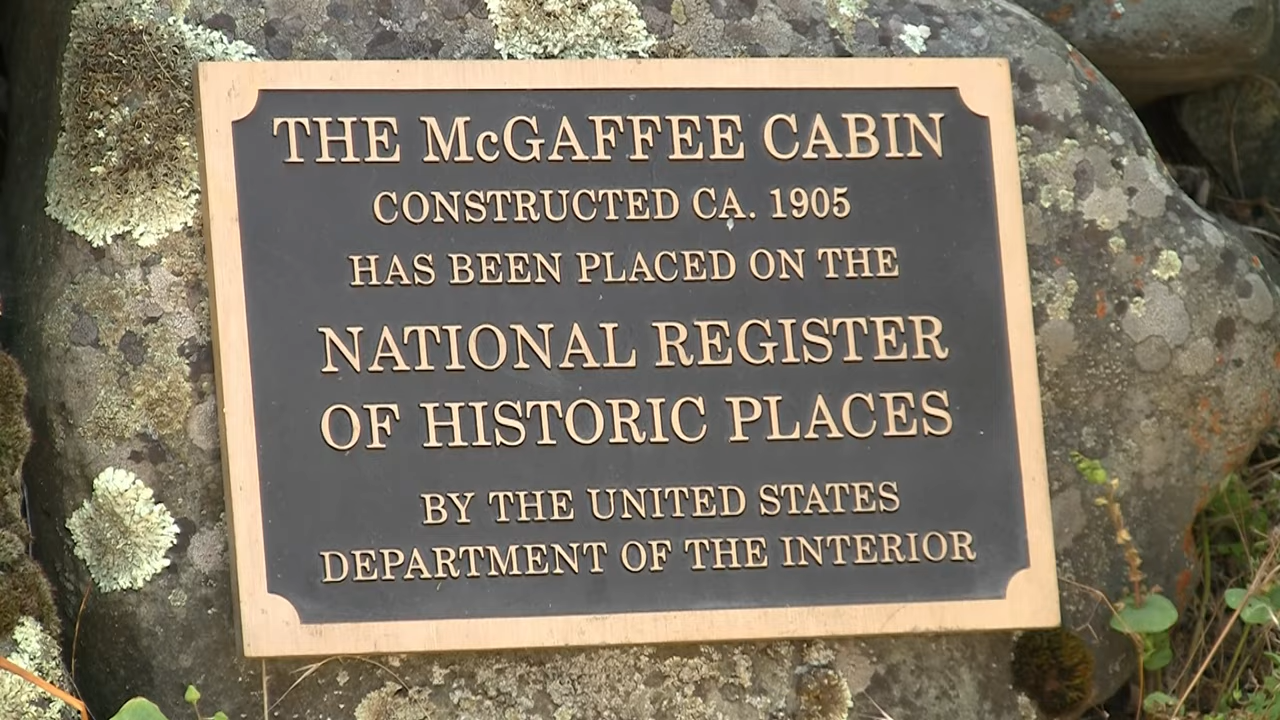 THE McGAFFEE CABIN
CONSTRUCTED CA. 1905
HAS BEEN PLACED ON THE
NATIONAL REGISTER
OF HISTORIC PLACES
BY THE UNITED STATES
DEPARTMENT OF THE INTERIOR